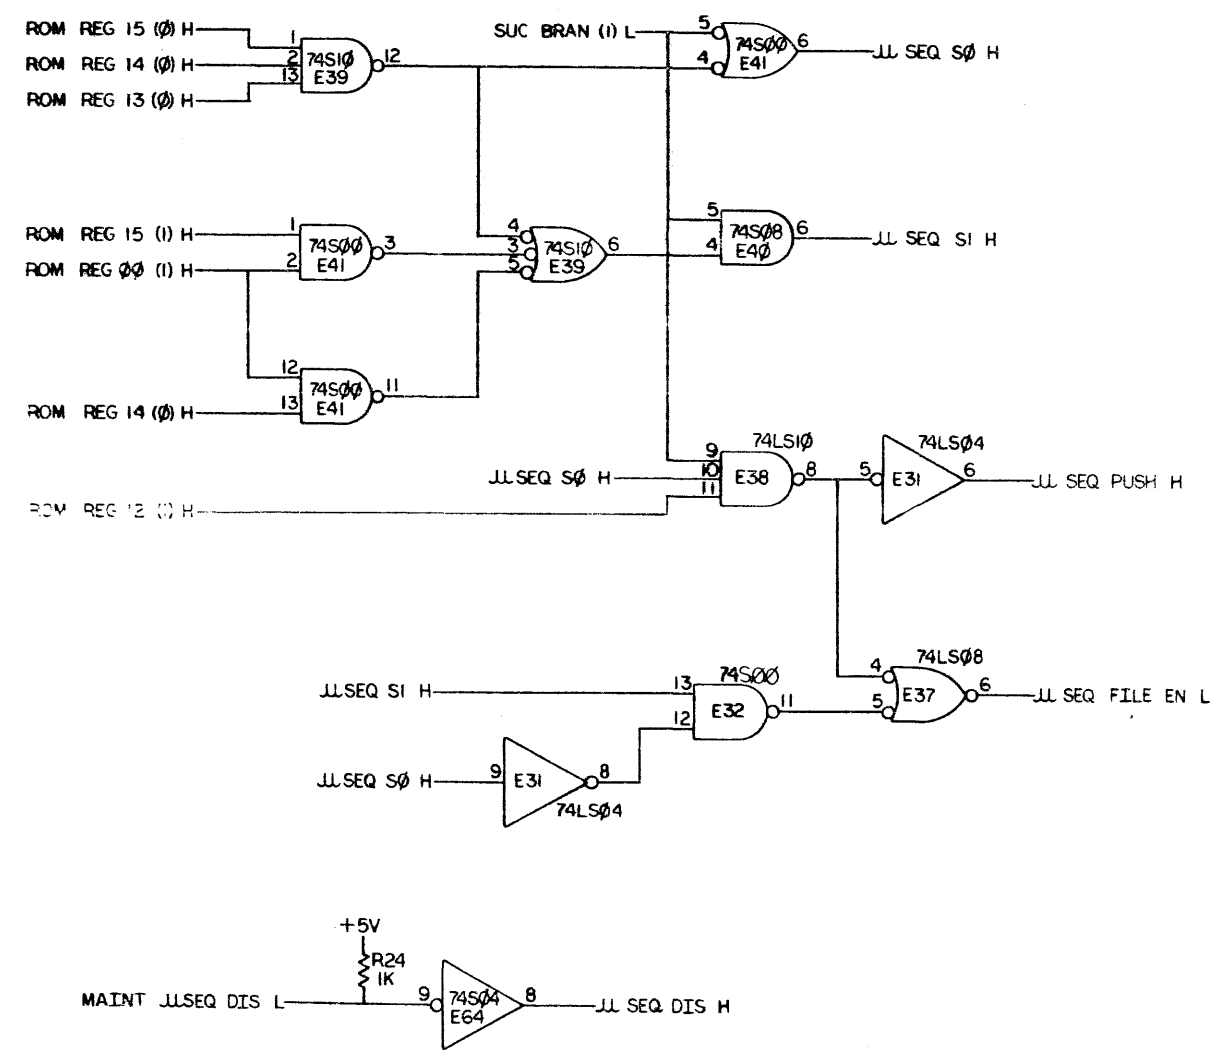 ROM REG 15 (Ø) H
ROM REG 14 (Ø) H
ROM REG 13 (Ø) H
1
2
13
74S1Ø
E39
12
SUC BRAN (1) L
5
4
74SØØ
E41
6
μ SEQ SØ H
ROM REG 15 (1) H
ROM REG ØØ (1) H
1
2
74SØØ
E41
3
4
3
5
74S1Ø
E39
6
5
4
74SØ8
E4Ø
6
μ SEQ S1 H
ROM REG 14 (Ø) H
12
13
74SØØ
E41
11
μSEQ SØ H
ROM REG 12 (1) H
9
10
11
74LS1Ø
E38
8
5
74LSØ4
E31
6
μ SEQ PUSH H
μSEQ S1 H
13
12
74SØØ
E32
11
4
5
74LSØ8
E37
6
μ SEQ FILE EN L
μSEQ SØ H
9
E31
8
74LSØ4
+5V
R24
1K
MAINT μSEQ DIS L
9
74SØ4
E64
8
μ SEQ DIS H